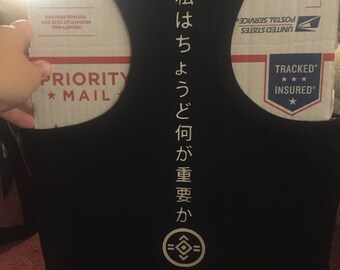 私はちょうど何が重要か
PRIORITY
★ MAIL ★
UNITED STATES
POSTAL SERVICE®
TRACKED*
INSURED*